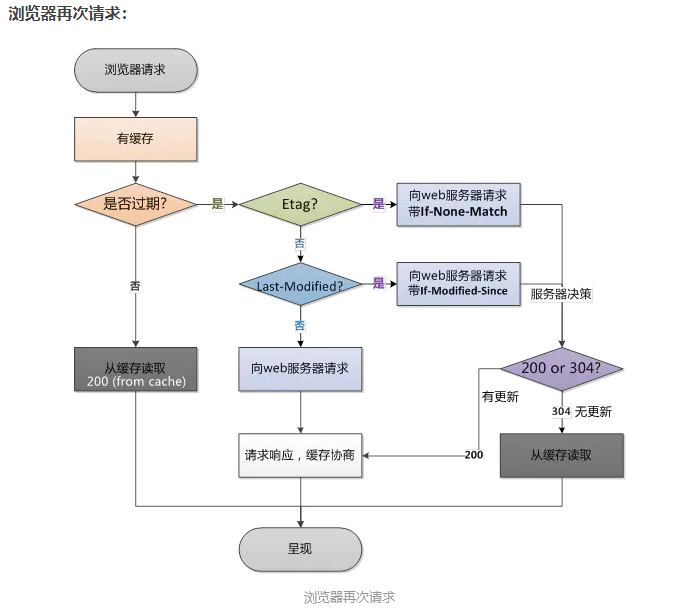 浏览器再次请求：
浏览器请求
有缓存
是否过期?
是
Etag?
是
向web服务器请求
带If-None-Match
否
否
Last-Modified?
是
向web服务器请求
带If-Modified-Since
服务器决策
否
从缓存读取
200 (from cache)
向web服务器请求
200 or 304?
有更新
304 无更新
请求响应，缓存协商
200
从缓存读取
呈现
浏览器再次请求